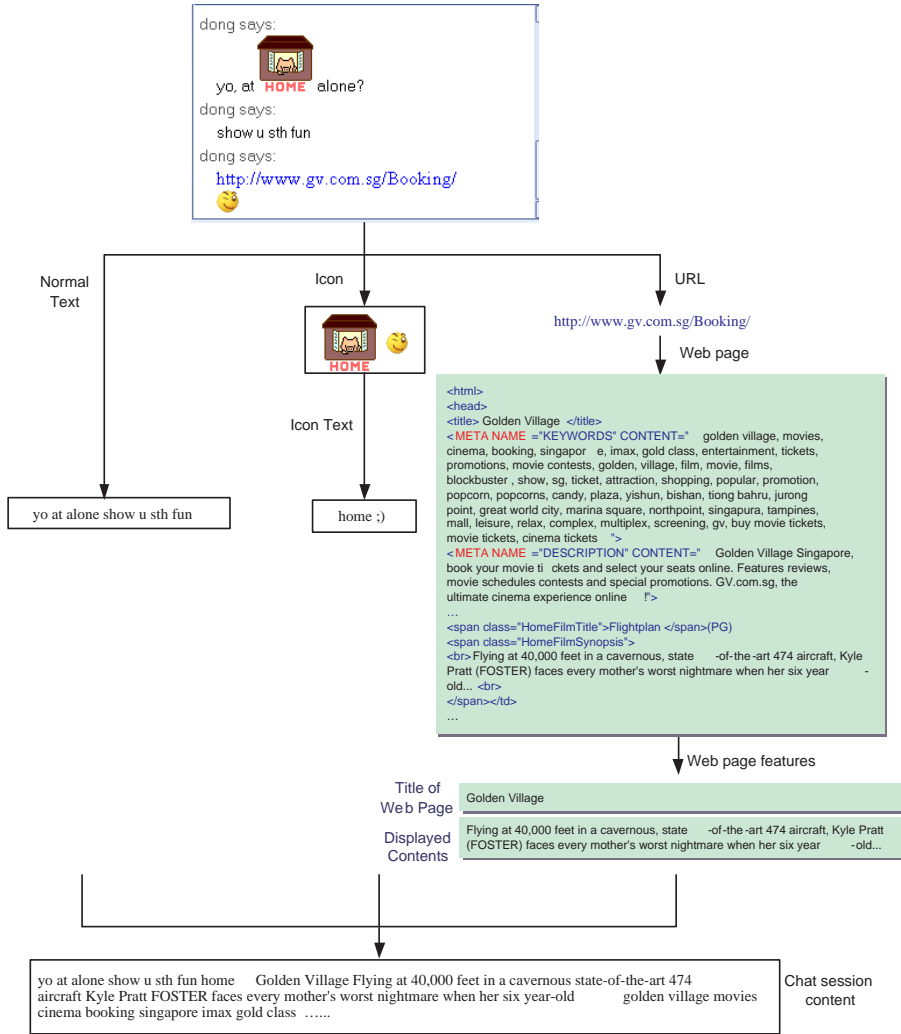 dong says:
yo, at HOME alone?
dong says:
show u sth fun
dong says:
http://www.gv.com.sg/Booking/
Normal
Text
Icon
URL
HOME
http://www.gv.com.sg/Booking/
Web page
Icon Text
<html>
<head>
<title> Golden Village </title>
<META NAME ="KEYWORDS" CONTENT=" golden village, movies,
cinema, booking, singapor e, imax, gold class, entertainment, tickets,
promotions, movie contests, golden, village, film, movie, films,
blockbuster , show, sg, ticket, attraction, shopping, popular, promotion,
popcorn, popcorns, candy, plaza, yishun, bishan, tiong bahru, jurong
point, great world city, marina square, northpoint, singapura, tampines,
mall, leisure, relax, complex, multiplex, screening, gv, buy movie tickets,
movie tickets, cinema tickets ">
<META NAME ="DESCRIPTION" CONTENT=" Golden Village Singapore,
book your movie ti ckets and select your seats online. Features reviews,
movie schedules contests and special promotions. GV.com.sg, the
ultimate cinema experience online !">
...
<span class="HomeFilmTitle">Flightplan </span>(PG)
<span class="HomeFilmSynopsis">
<br>Flying at 40,000 feet in a cavernous, state -of-the-art 474 aircraft, Kyle
Pratt (FOSTER) faces every mother's worst nightmare when her six year -
old... <br>
</span></td>
...
yo at alone show u sth fun
home ;)
Web page features
Title of
Web Page
Golden Village
Displayed
Contents
Flying at 40,000 feet in a cavernous, state -of-the-art 474 aircraft, Kyle Pratt
(FOSTER) faces every mother's worst nightmare when her six year -old...
yo at alone show u sth fun home Golden Village Flying at 40,000 feet in a cavernous state-of-the-art 474
aircraft Kyle Pratt FOSTER faces every mother's worst nightmare when her six year-old golden village movies
cinema booking singapore imax gold class …...
Chat session
content